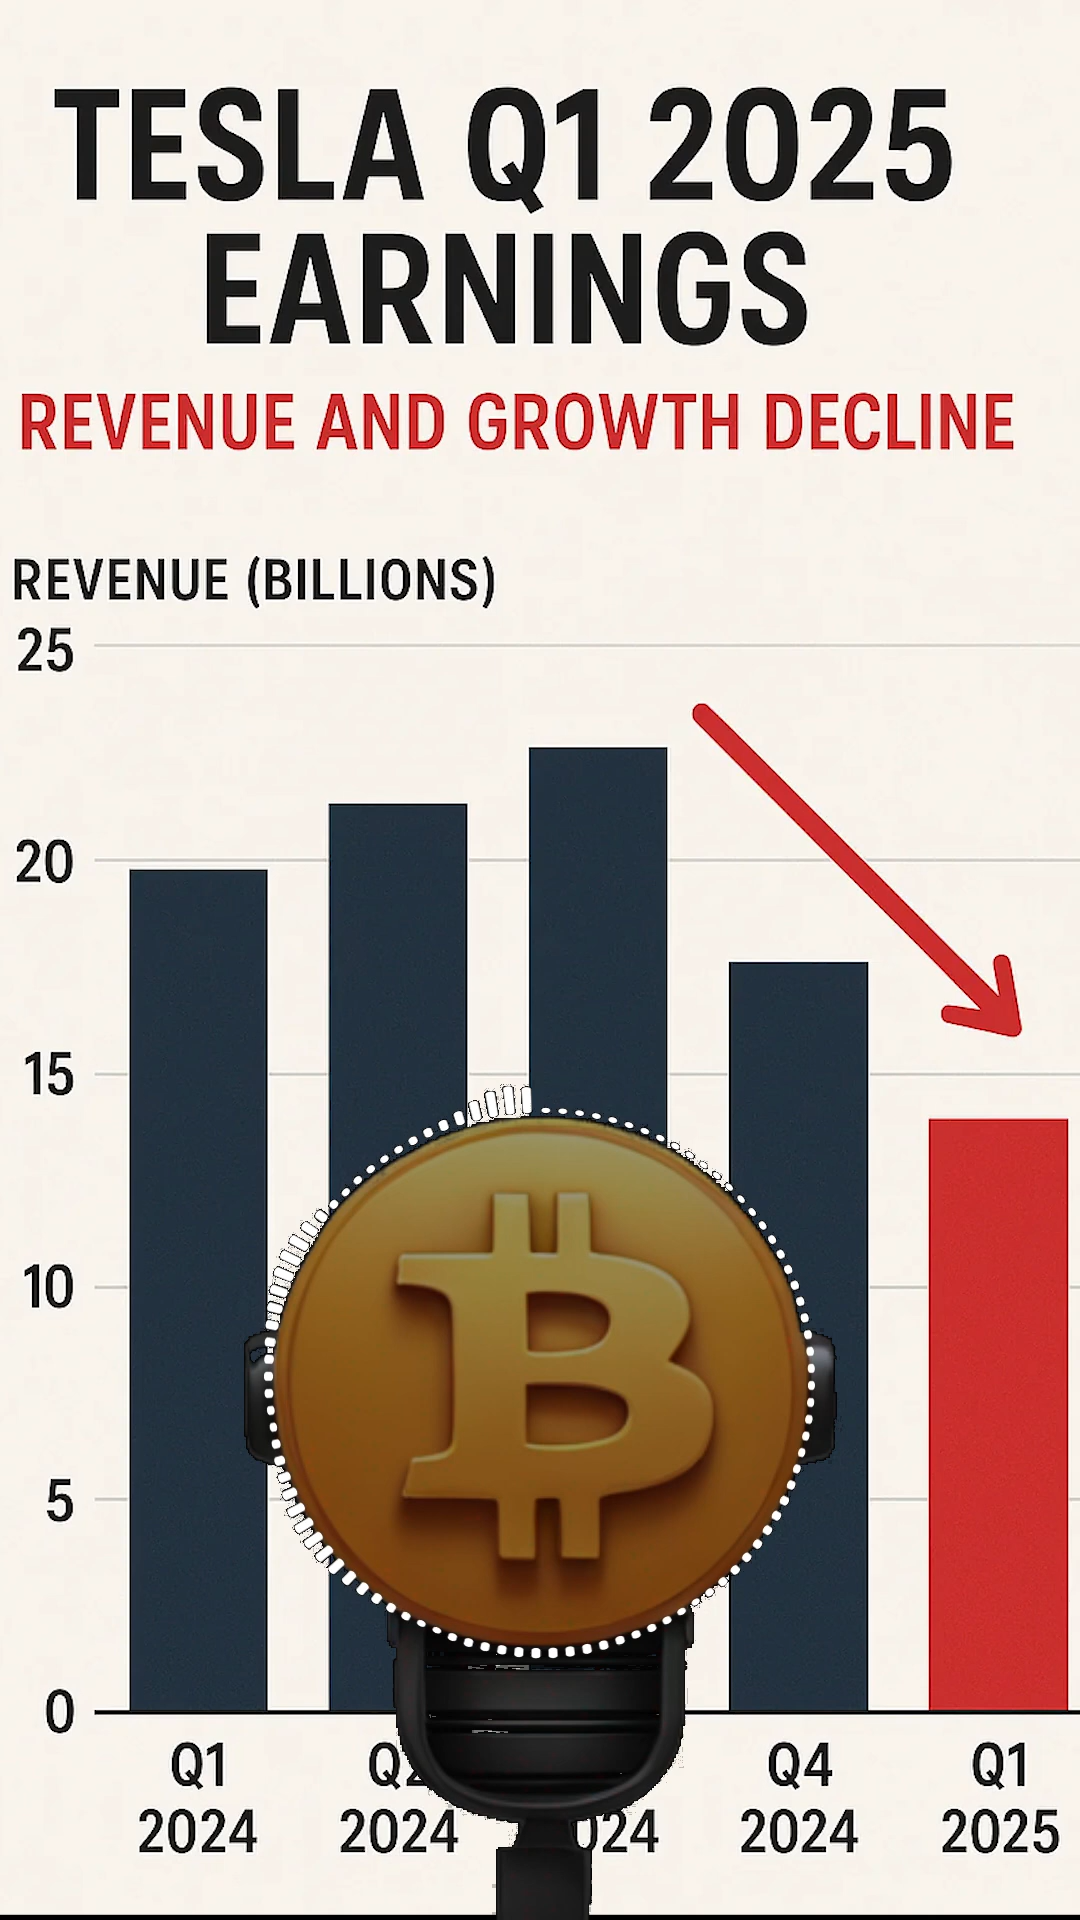 TESLA Q1 2025
EARNINGS
REVENUE AND GROWTH DECLINE
REVENUE (BILLIONS)
25
20
15
10
5
0
Q1 Q4 Q1
2024 2024 2024 2025